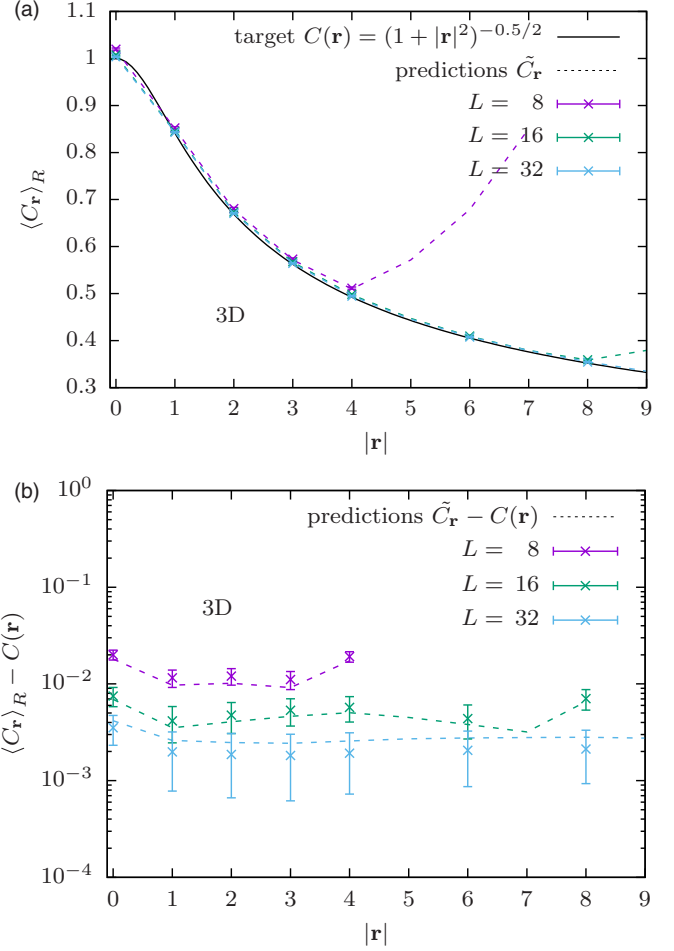 (a)
target C(r) = (1 + |r|²)^{−0.5/2}
predictions C̃_r
L = 8
L = 16
L = 32
1.1
1
0.9
0.8
0.7
0.6
0.5
0.4
0.3
⟨C_r⟩_R
3D
0 1 2 3 4 5 6 7 8 9
|r|
(b)
predictions C̃_r − C(r)
L = 8
L = 16
L = 32
10⁰
10⁻¹
10⁻²
10⁻³
10⁻⁴
⟨C_r⟩_R − C(r)
3D
0 1 2 3 4 5 6 7 8 9
|r|